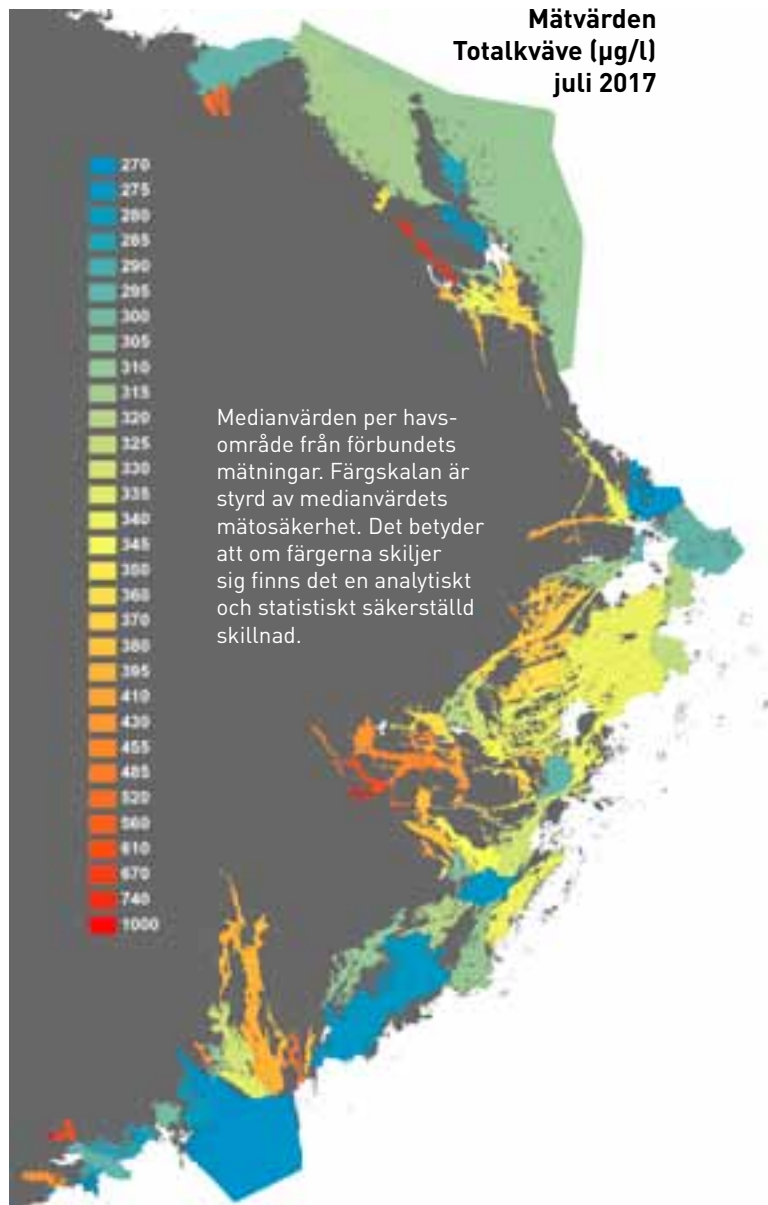 Mätvärden
Totalkväve (µg/l)
juli 2017
270
275
280
285
290
295
300
305
310
315
320
325
330
335
340
345
350
360
370
380
395
410
430
455
485
520
560
610
670
740
1000
Medianvärden per havs-
område från förbundets
mätningar. Färgskalan är
styrd av medianvärdets
mätosäkerhet. Det betyder
att om färgerna skiljer
sig finns det en analytiskt
och statistiskt säkerställd
skillnad.